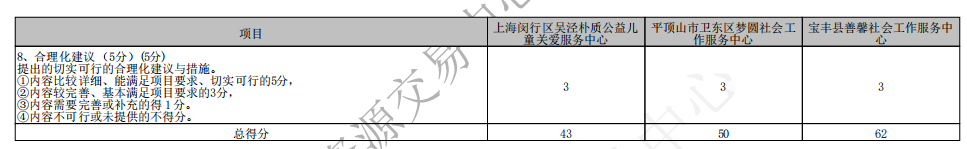 项目
上海闵行区吴泾朴质公益儿
童关爱服务中心
平顶山市卫东区梦圆社会工
作服务中心
宝丰县善馨社会工作服务中
心
8、合理化建议（5分）(5分)
提出的切实可行的合理化建议与措施。
①内容比较详细、能满足项目要求、切实可行的5分，
②内容较完善、基本满足项目要求的3分，
③内容需要完善或补充的得1分。
④内容不可行或未提供的不得分。
3
3
3
总得分
43
50
62
资源交易
中心
中心